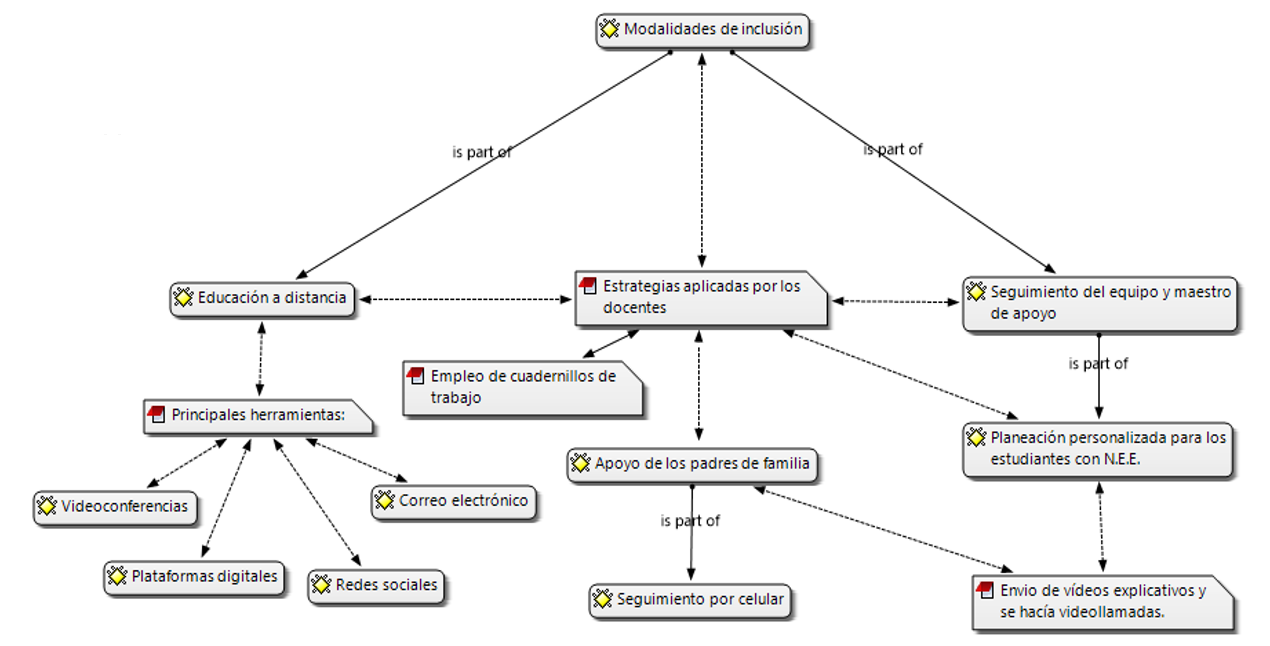 Modalidades de inclusión
is part of
is part of
Educación a distancia
Estrategias aplicadas por los
docentes
Seguimiento del equipo y maestro
de apoyo
is part of
Empleo de cuadernillos de
trabajo
Principales herramientas:
Planeación personalizada para los
estudiantes con N.E.E.
Apoyo de los padres de familia
Videoconferencias
Correo electrónico
is part of
Plataformas digitales
Redes sociales
Seguimiento por celular
Envio de vídeos explicativos y
se hacía videollamadas.